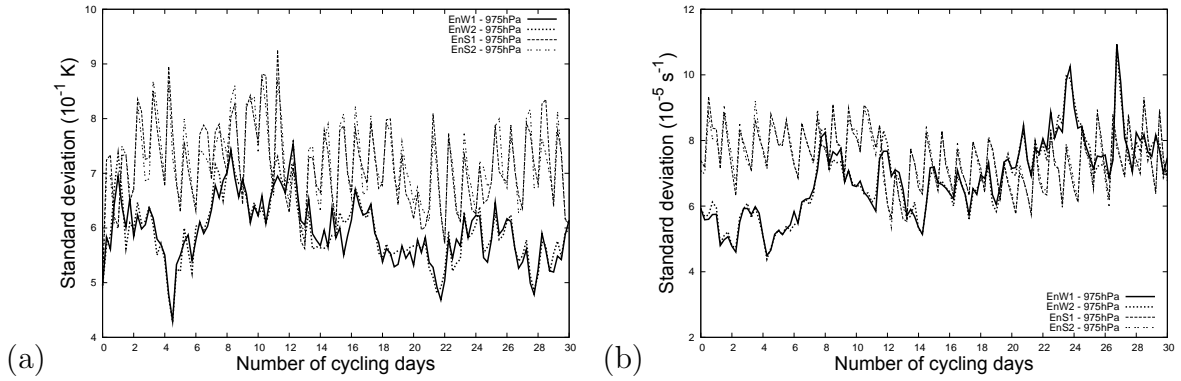 Standard deviation (10⁻¹ K)
10
9
8
7
6
5
4
EnW1 - 975hPa
EnW2 - 975hPa
EnS1 - 975hPa
EnS2 - 975hPa
0 2 4 6 8 10 12 14 16 18 20 22 24 26 28 30
Number of cycling days
(a)
Standard deviation (10⁻⁵ s⁻¹)
12
10
8
6
4
2
EnW1 - 975hPa
EnW2 - 975hPa
EnS1 - 975hPa
EnS2 - 975hPa
0 2 4 6 8 10 12 14 16 18 20 22 24 26 28 30
Number of cycling days
(b)